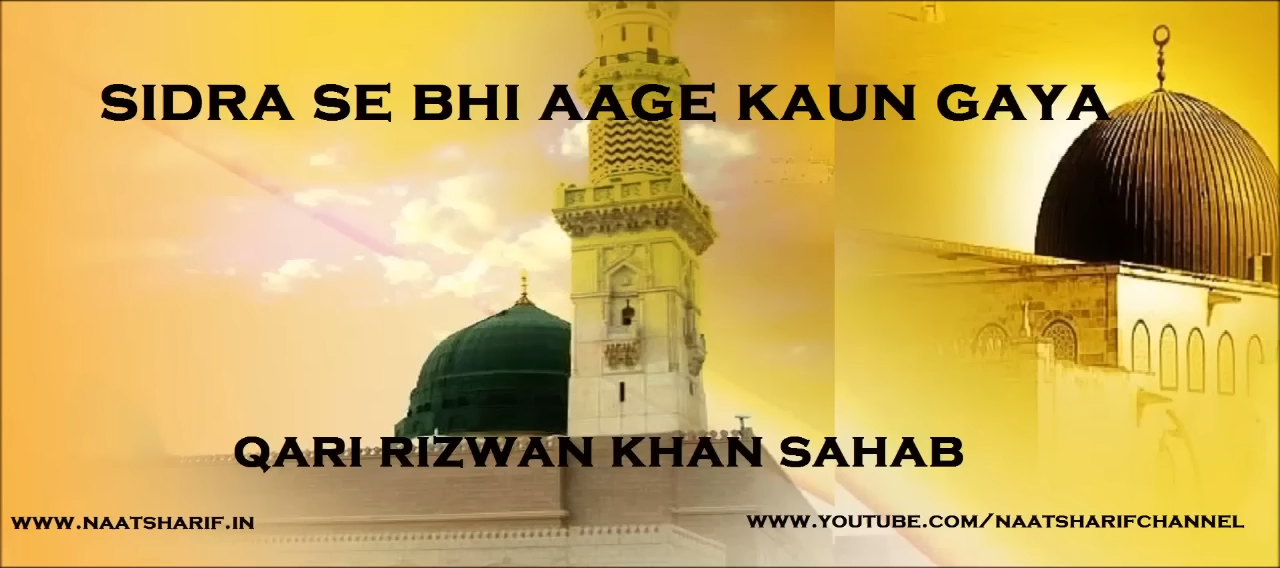 SIDRA SE BHI AAGE KAUN GAYA
QARI RIZWAN KHAN SAHAB
WWW.NAATSHARIF.IN
WWW.YOUTUBE.COM/NAATSHARIFCHANNEL